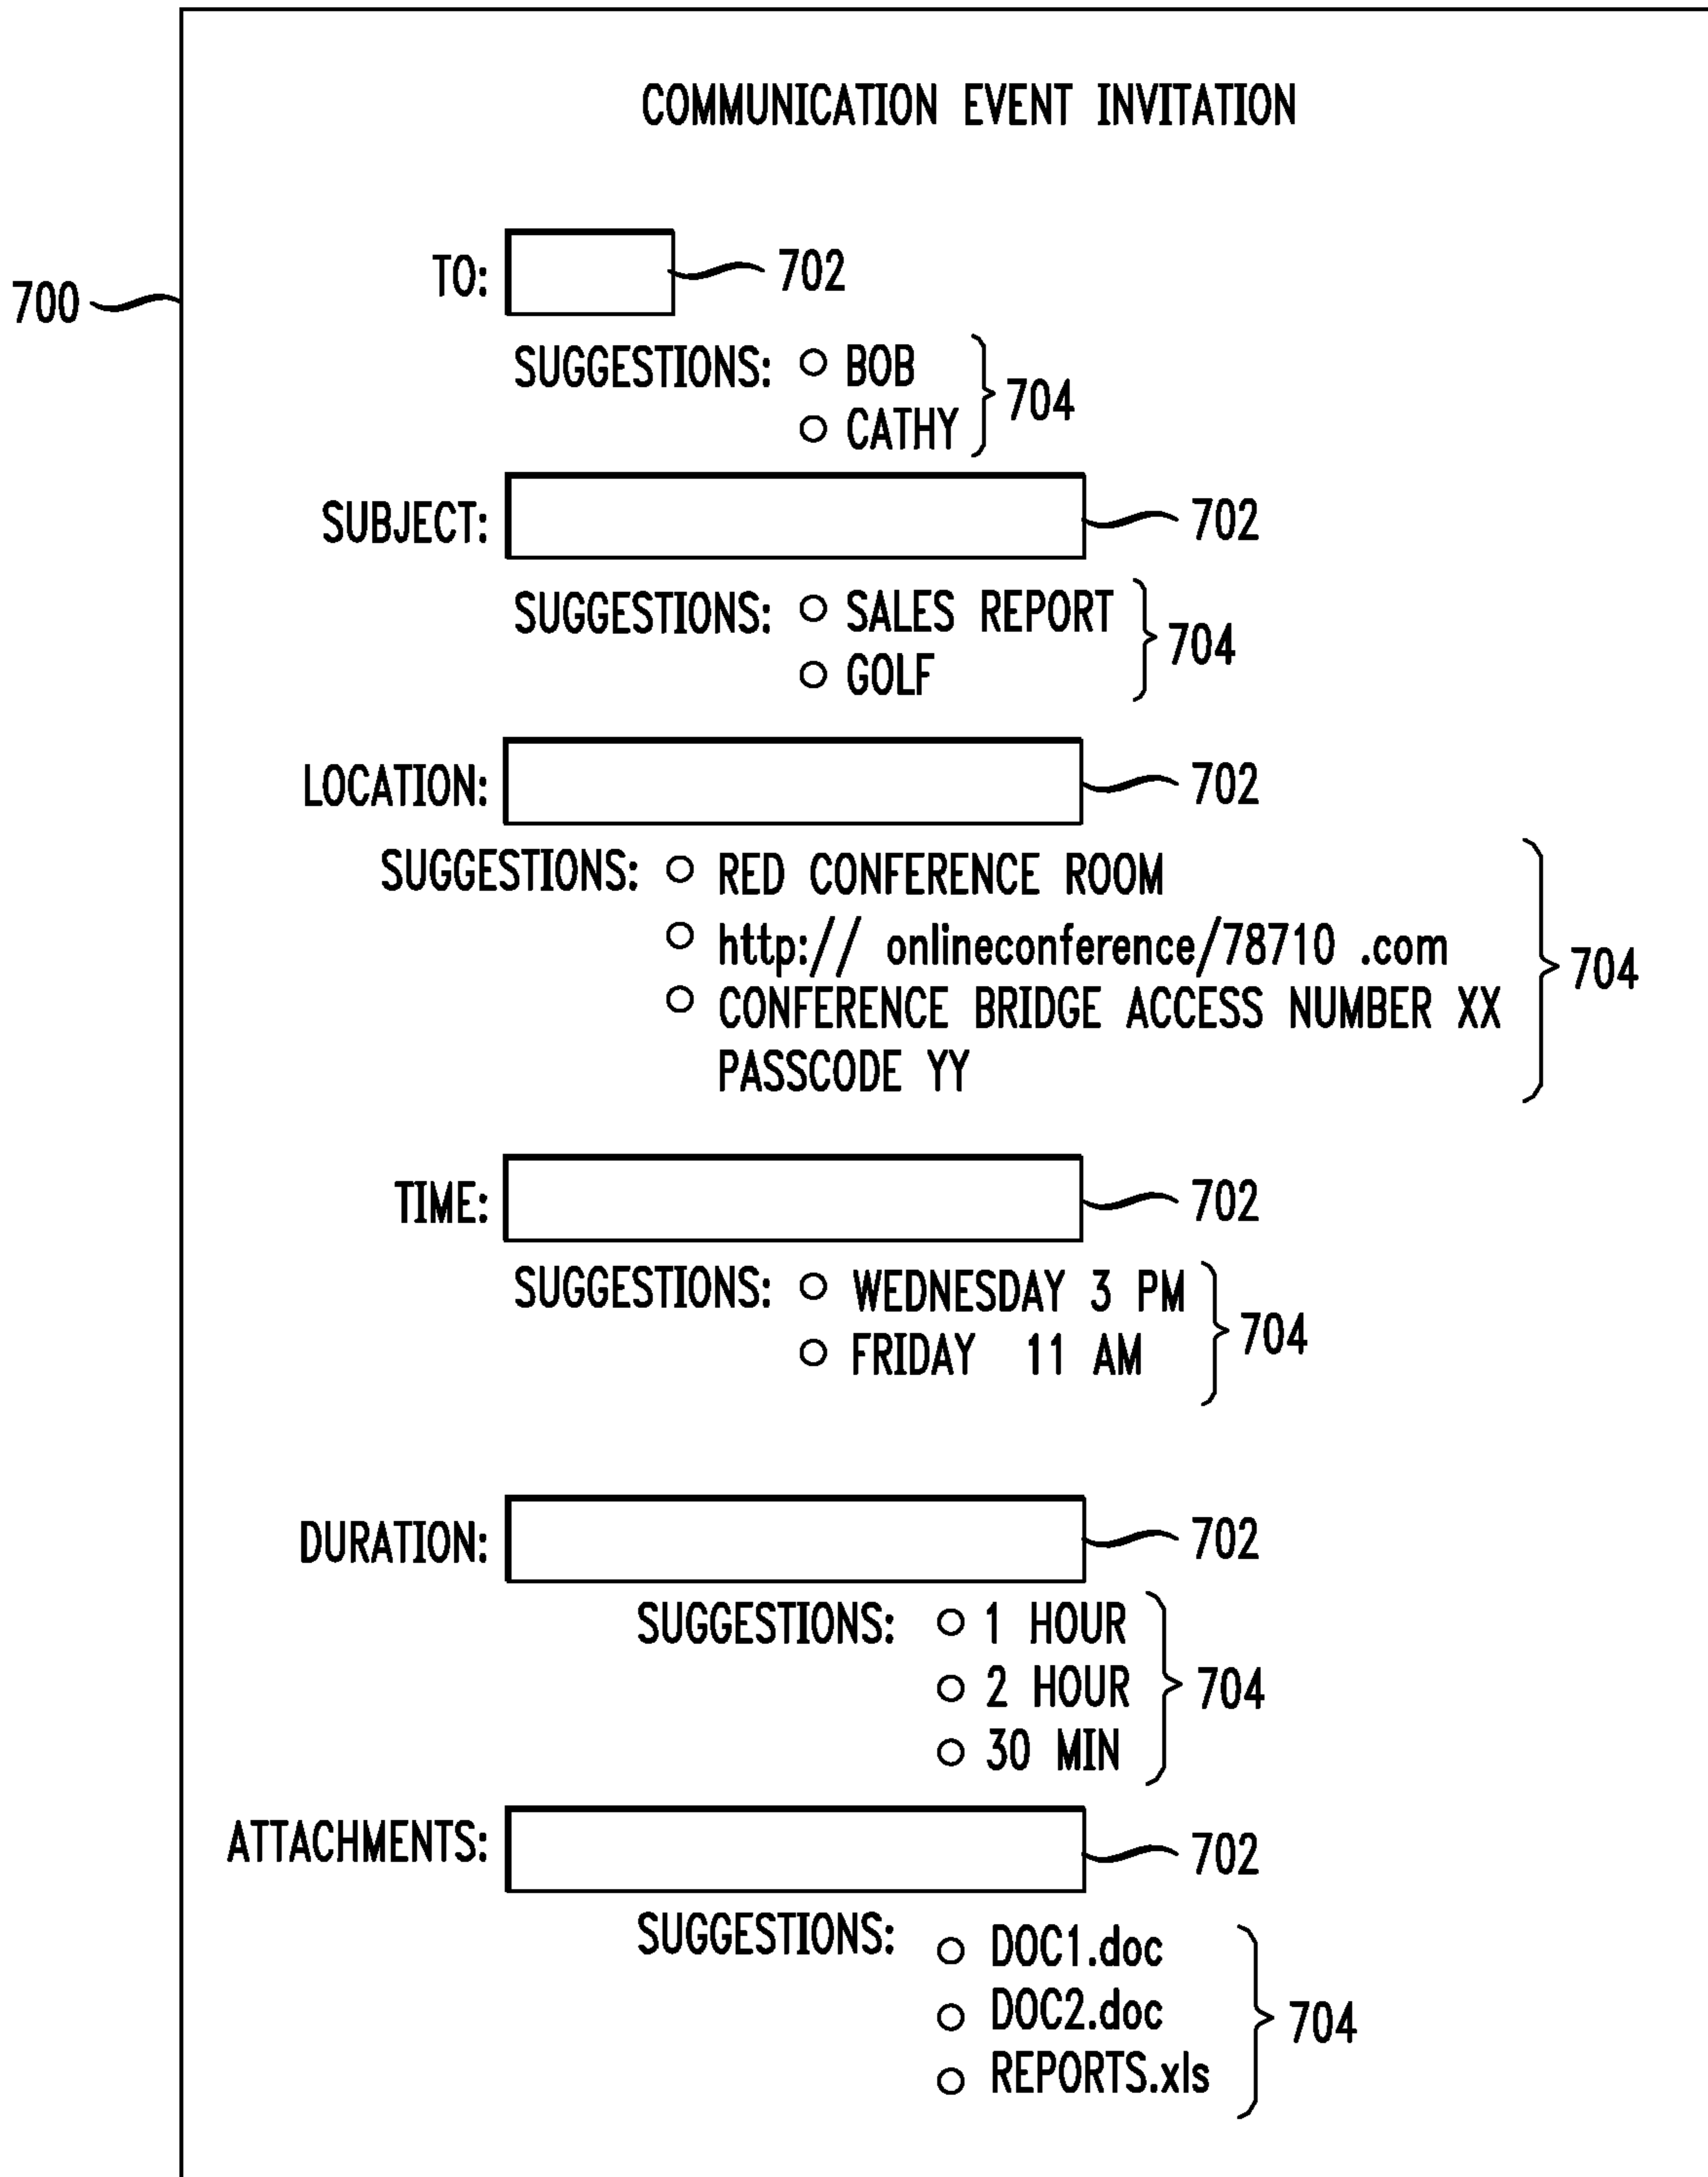 COMMUNICATION EVENT INVITATION
TO: 702
700
SUGGESTIONS: ○ BOB
○ CATHY
704
SUBJECT: 702
SUGGESTIONS: ○ SALES REPORT
○ GOLF
704
LOCATION: 702
SUGGESTIONS: ○ RED CONFERENCE ROOM
○ http:// onlineconference/78710 .com
○ CONFERENCE BRIDGE ACCESS NUMBER XX
PASSCODE YY
704
TIME: 702
SUGGESTIONS: ○ WEDNESDAY 3 PM
○ FRIDAY 11 AM
704
DURATION: 702
SUGGESTIONS: ○ 1 HOUR
○ 2 HOUR
○ 30 MIN
704
ATTACHMENTS: 702
SUGGESTIONS: ○ DOC1.doc
○ DOC2.doc
○ REPORTS.xls
704